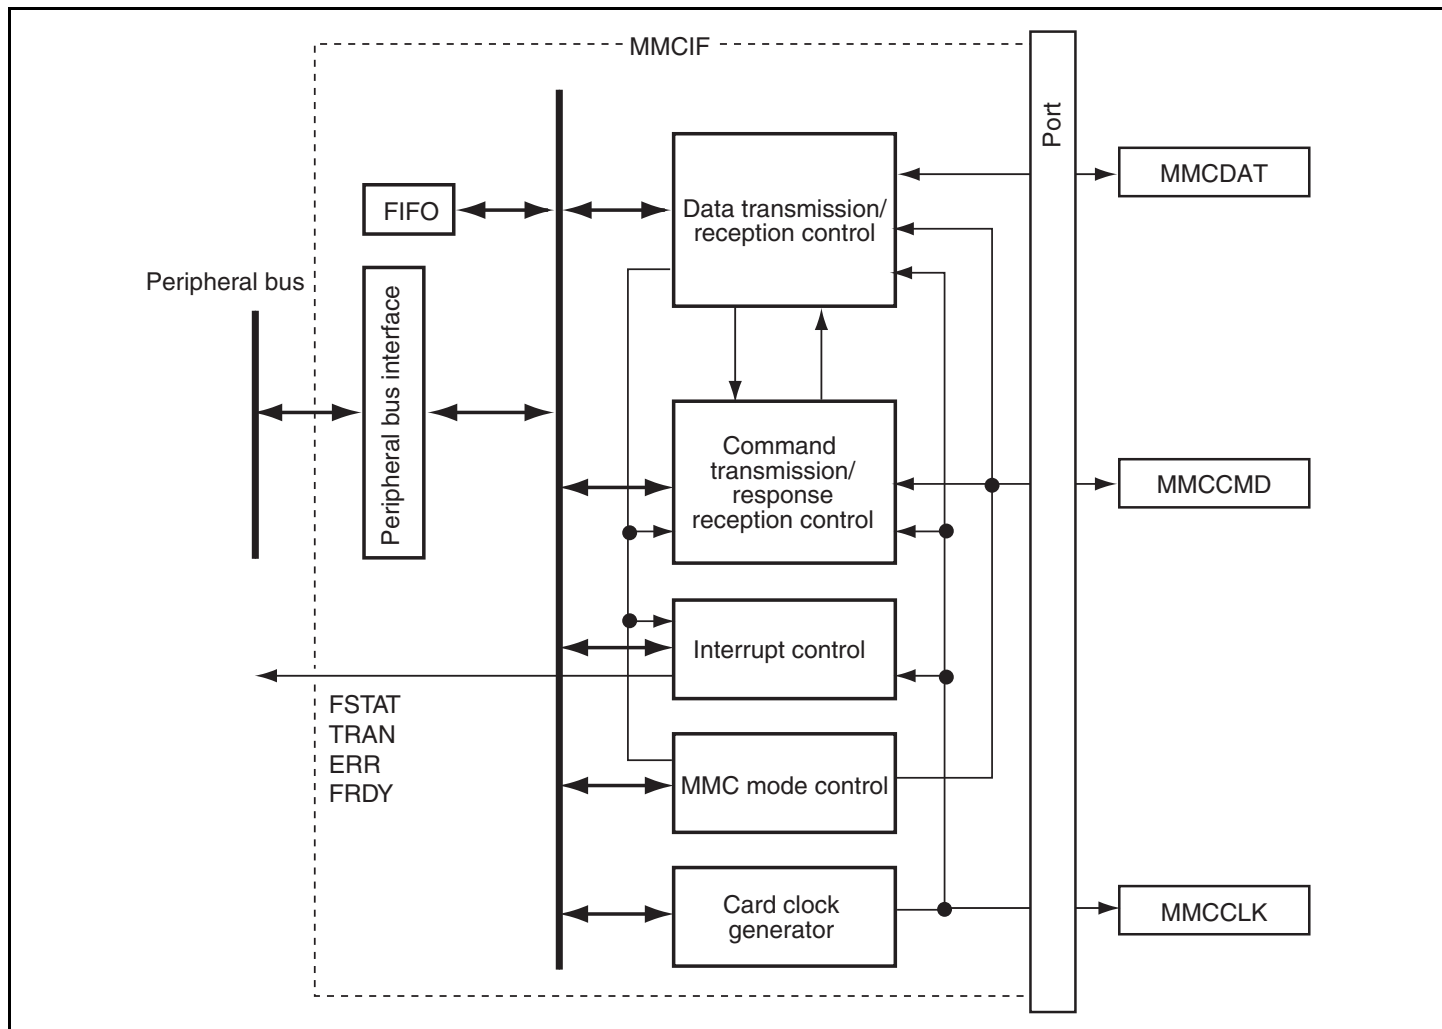 MMCIF
Port
MMCDAT
FIFO
Data transmission/
reception control
Peripheral bus
Peripheral bus interface
Command
transmission/
response
reception control
MMCCMD
Interrupt control
FSTAT
TRAN
ERR
FRDY
MMC mode control
Card clock
generator
MMCCLK